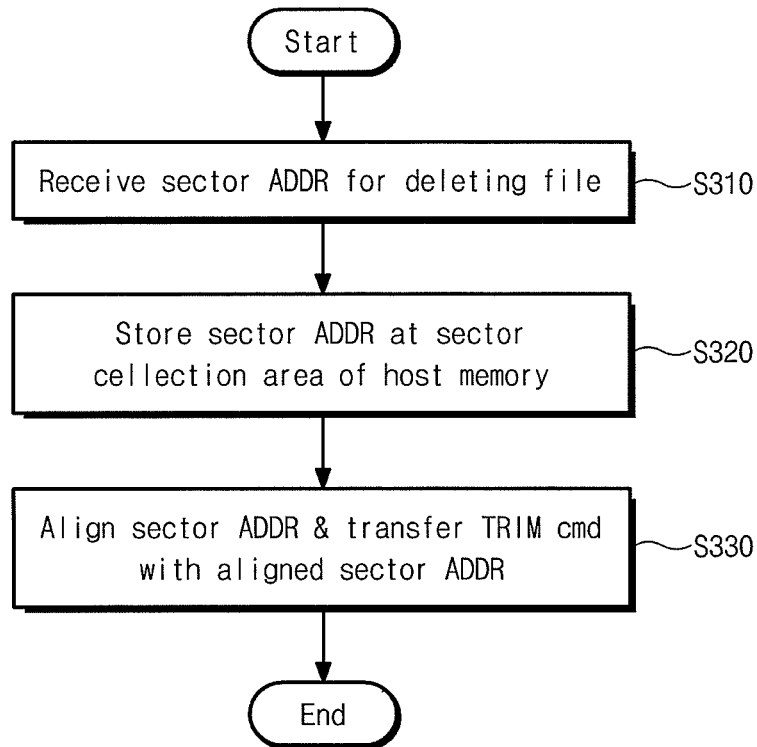 Start
Receive sector ADDR for deleting file
S310
Store sector ADDR at sector
cellection area of host memory
S320
Align sector ADDR & transfer TRIM cmd
with aligned sector ADDR
S330
End